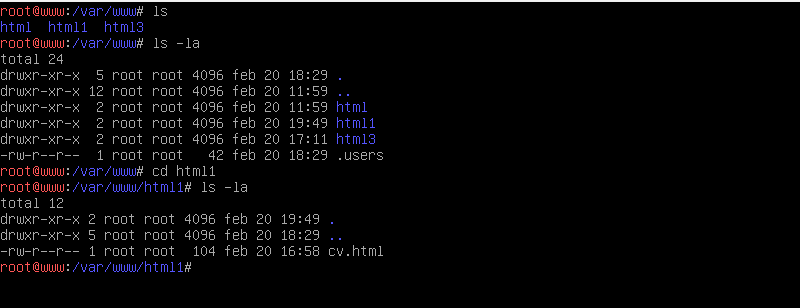 root@www:/var/www# ls
html  html1  html3
root@www:/var/www# ls -la
total 24
drwxr-xr-x  5 root root 4096 feb 20 18:29 .
drwxr-xr-x 12 root root 4096 feb 20 11:59 ..
drwxr-xr-x  2 root root 4096 feb 20 11:59 html
drwxr-xr-x  2 root root 4096 feb 20 19:49 html1
drwxr-xr-x  2 root root 4096 feb 20 17:11 html3
-rw-r--r--  1 root root   42 feb 20 18:29 .users
root@www:/var/www# cd html1
root@www:/var/www/html1# ls -la
total 12
drwxr-xr-x 2 root root 4096 feb 20 19:49 .
drwxr-xr-x 5 root root 4096 feb 20 18:29 ..
-rw-r--r-- 1 root root  104 feb 20 16:58 cv.html
root@www:/var/www/html1#